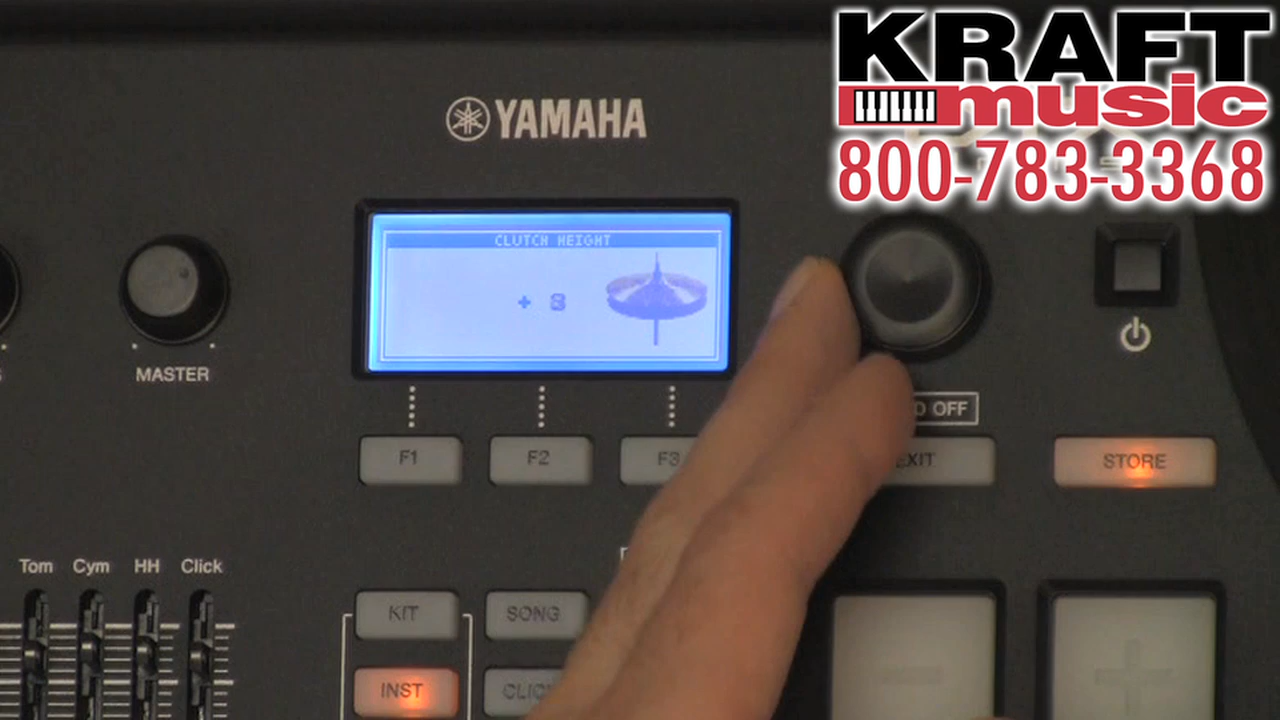 KRAFT
music
800-783-3368
YAMAHA
CLUTCH HEIGHT
MASTER
F1
F2
F3
OFF
EXIT
STORE
Tom
Cym
HH
Click
KIT
SONG
INST